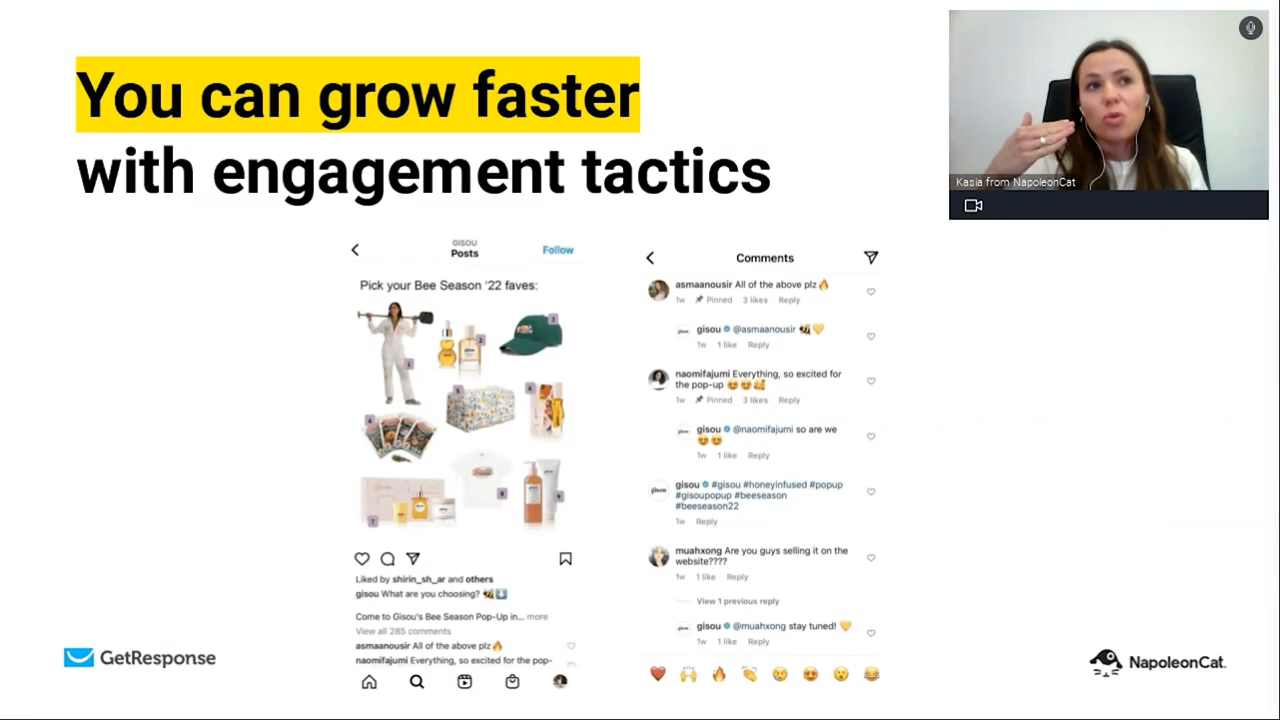 You can grow faster
with engagement tactics
Kasia from NapoleonCat
GISOU
Posts
Follow
Pick your Bee Season '22 faves:
Liked by shirin_sh_ar and others
gisou What are you choosing?
Come to Gisou's Bee Season Pop-Up in... more
View all 285 comments
asmaanousir All of the above plz
naomifajumi Everything, so excited for the pop-
Comments
asmaanousir All of the above plz🔥
1w Pinned 3 likes Reply
gisou @asmaanousir 🐝💛
1w 1 like Reply
naomifajumi Everything, so excited for
the pop-up 😍😍🥰
1w Pinned 3 likes Reply
gisou @naomifajumi so are we
😍😍
1w 1 like Reply
gisou #gisou #honeyinfused #popup
#gisoupopup #beeseason
#beeseason22
1w Reply
muahxong Are you guys selling it on the
website????
1w 1 like Reply
View 1 previous reply
gisou @muahxong stay tuned! 💛
1w 1 like Reply
GetResponse
NapoleonCat.